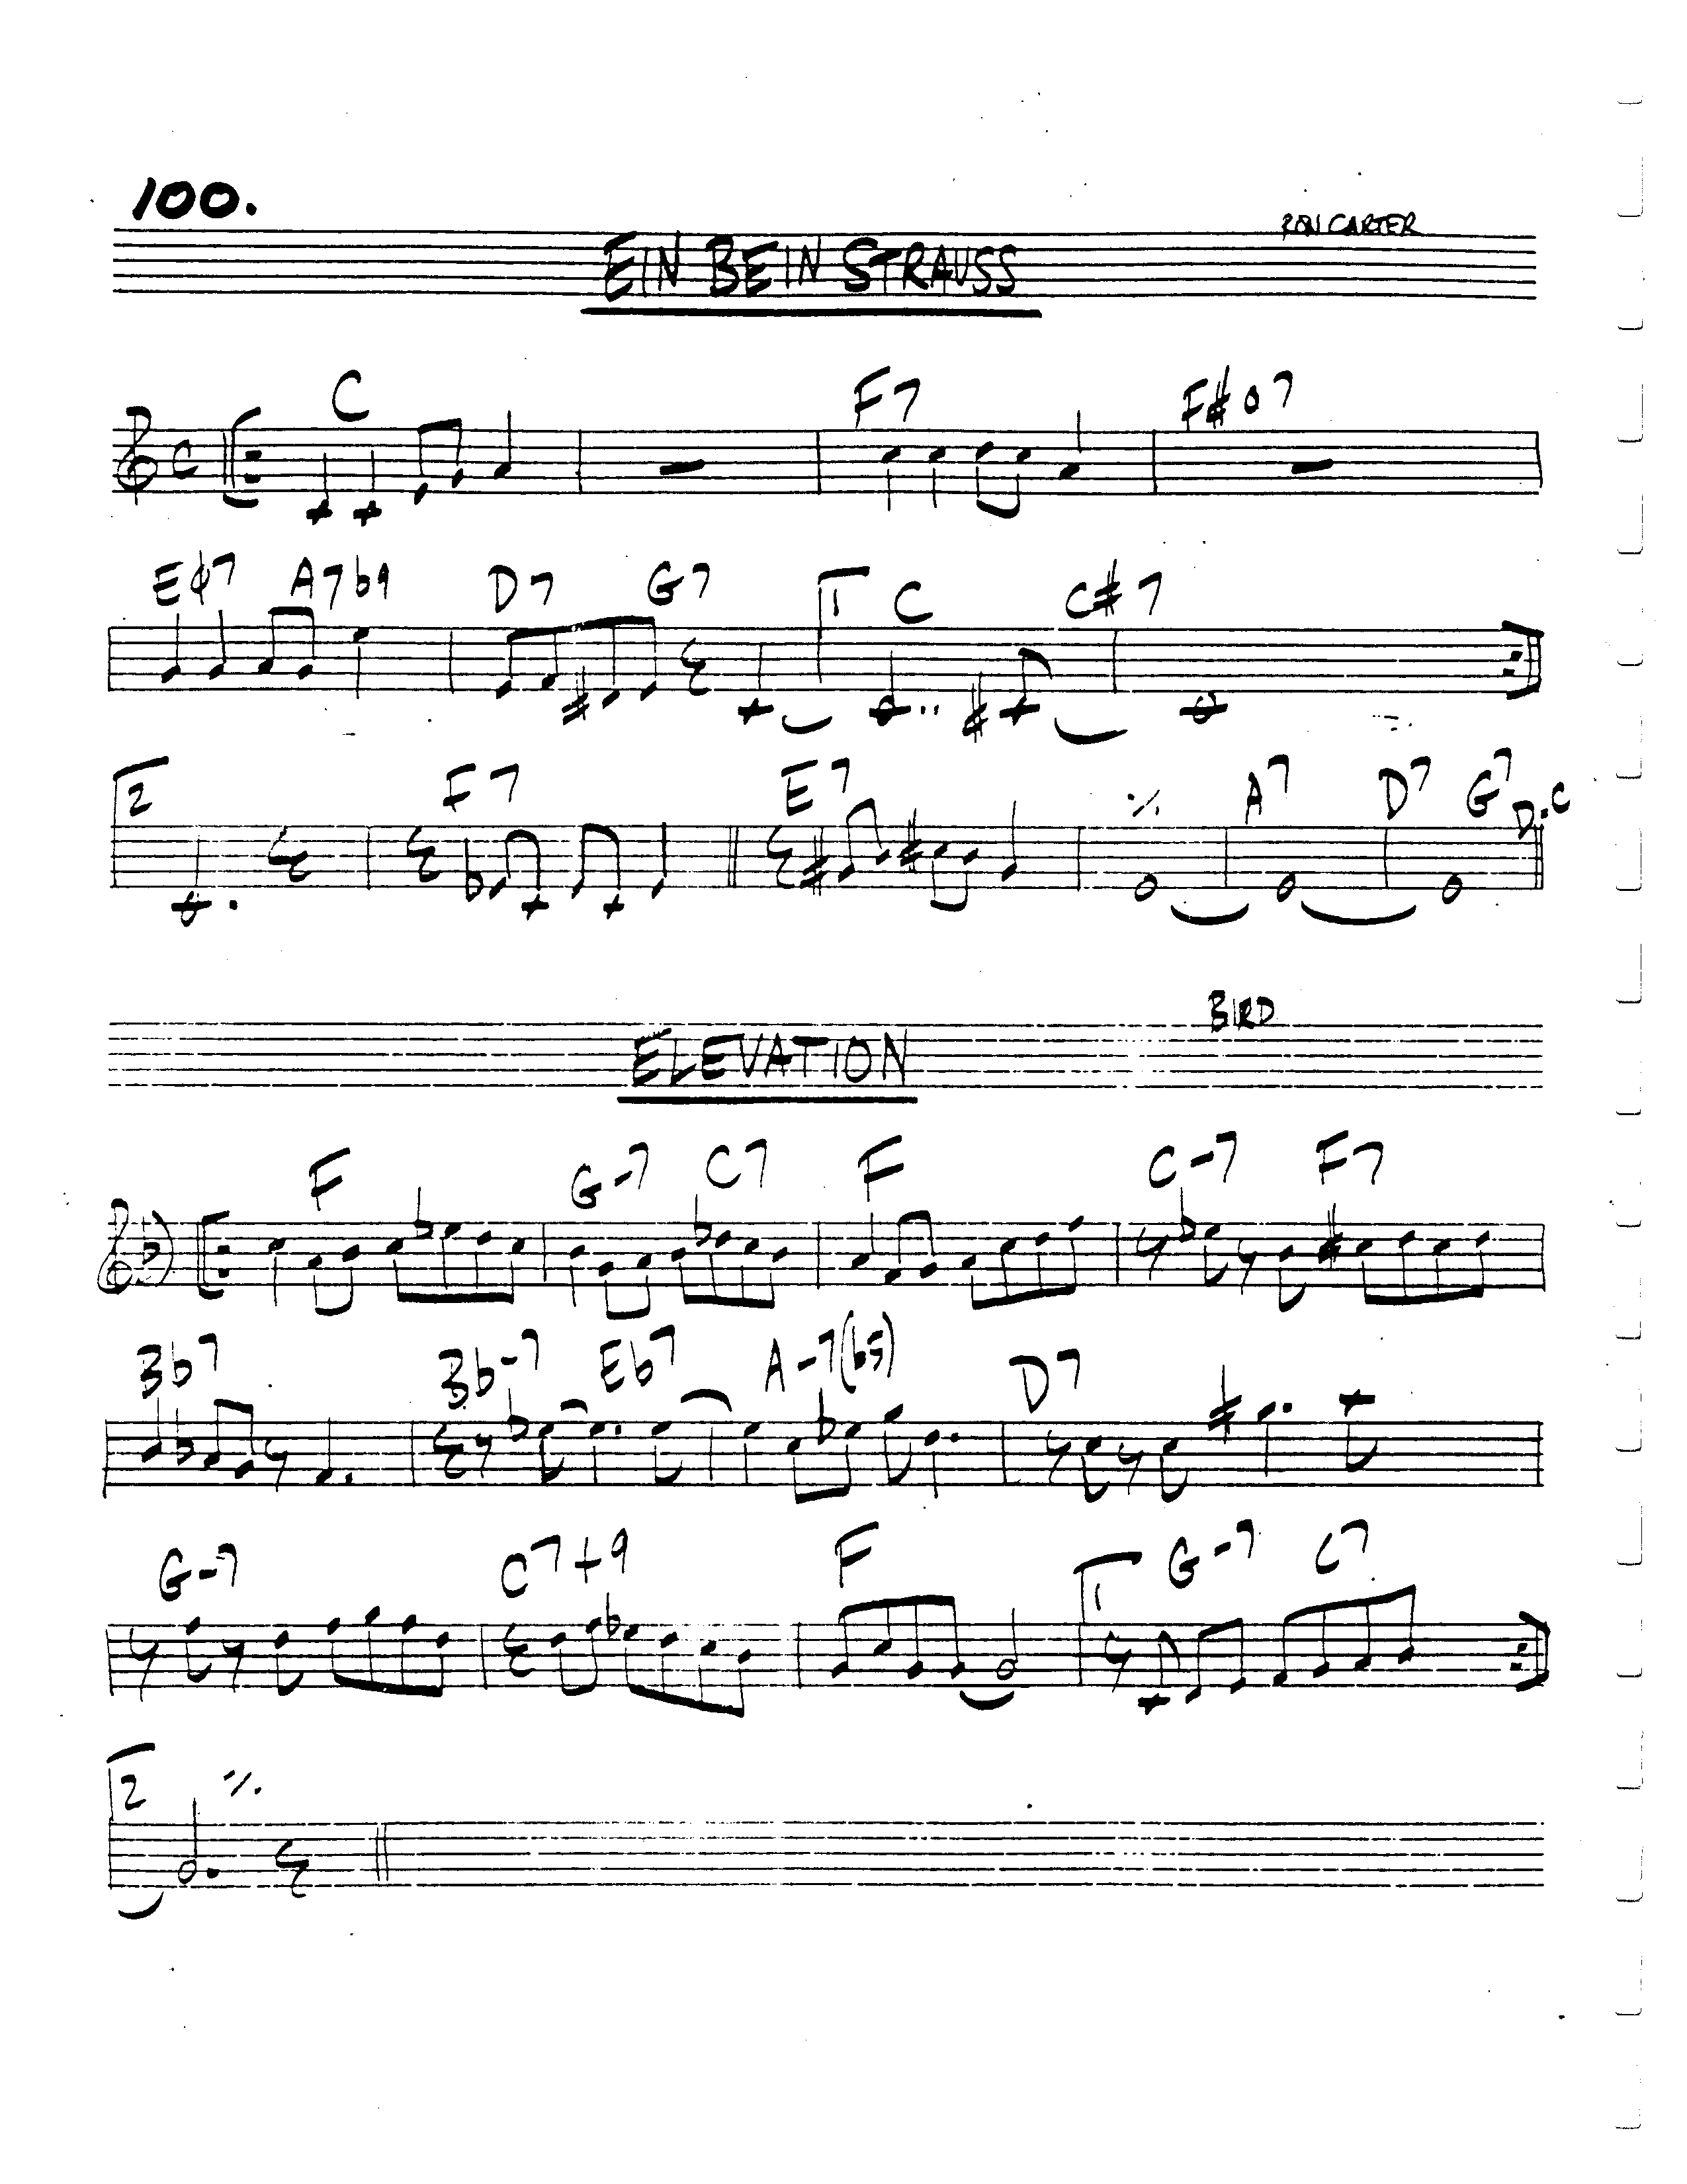 100.
RON CARTER
EIN BEIN STRAUSS
C F7 F#o7
Eø7 A7b9 D7 G7 1 C C#7
2 F7 E7 ٪ A7 D7 G7 D.C
BIRD
ELEVATION
F G-7 C7 F C-7 F7
Bb7 Bb-7 Eb7 A-7(b5) D7
G-7 C7+9 F 1 G-7 C7
2 ٪